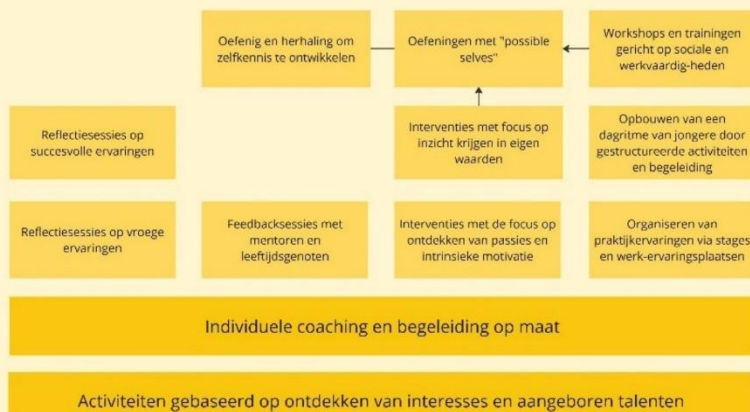 Oefenig en herhaling om
zelfkennis te ontwikkelen
Oefeningen met "possible
selves"
Workshops en trainingen
gericht op sociale en
werkvaardig-heden
Reflectiesessies op
succesvolle ervaringen
Interventies met focus op
inzicht krijgen in eigen
waarden
Opbouwen van een
dagritme van jongere door
gestructureerde activiteiten
en begeleiding
Reflectiesessies op vroege
ervaringen
Feedbacksessies met
mentoren en
leeftijdsgenoten
Interventies met de focus op
ontdekken van passies en
intrinsieke motivatie
Organiseren van
praktijkervaringen via stages
en werk-ervaringsplaatsen
Individuele coaching en begeleiding op maat
Activiteiten gebaseerd op ontdekken van interesses en aangeboren talenten